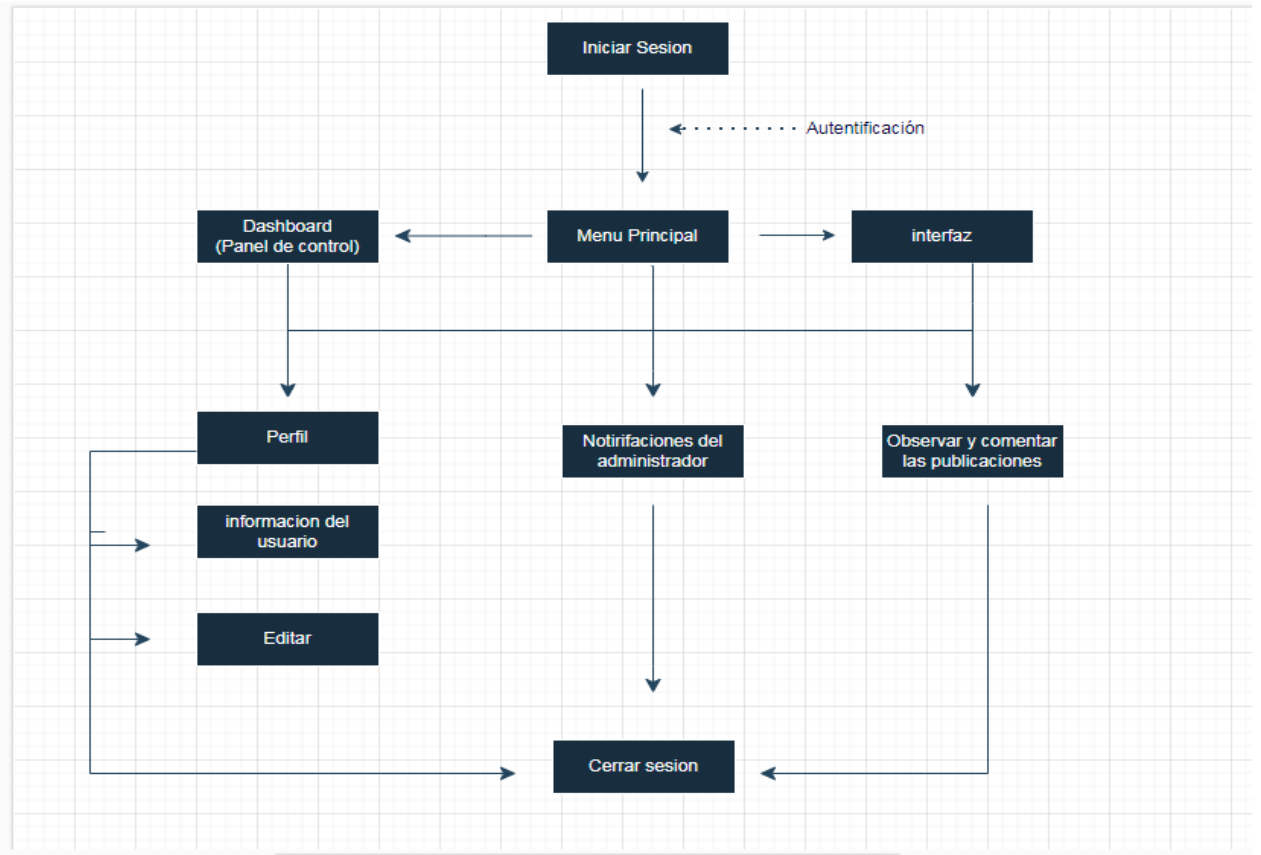 Iniciar Sesion
Autentificación
Dashboard
(Panel de control)
Menu Principal
interfaz
Perfil
Notirifaciones del
administrador
Observar y comentar
las publicaciones
informacion del
usuario
Editar
Cerrar sesion